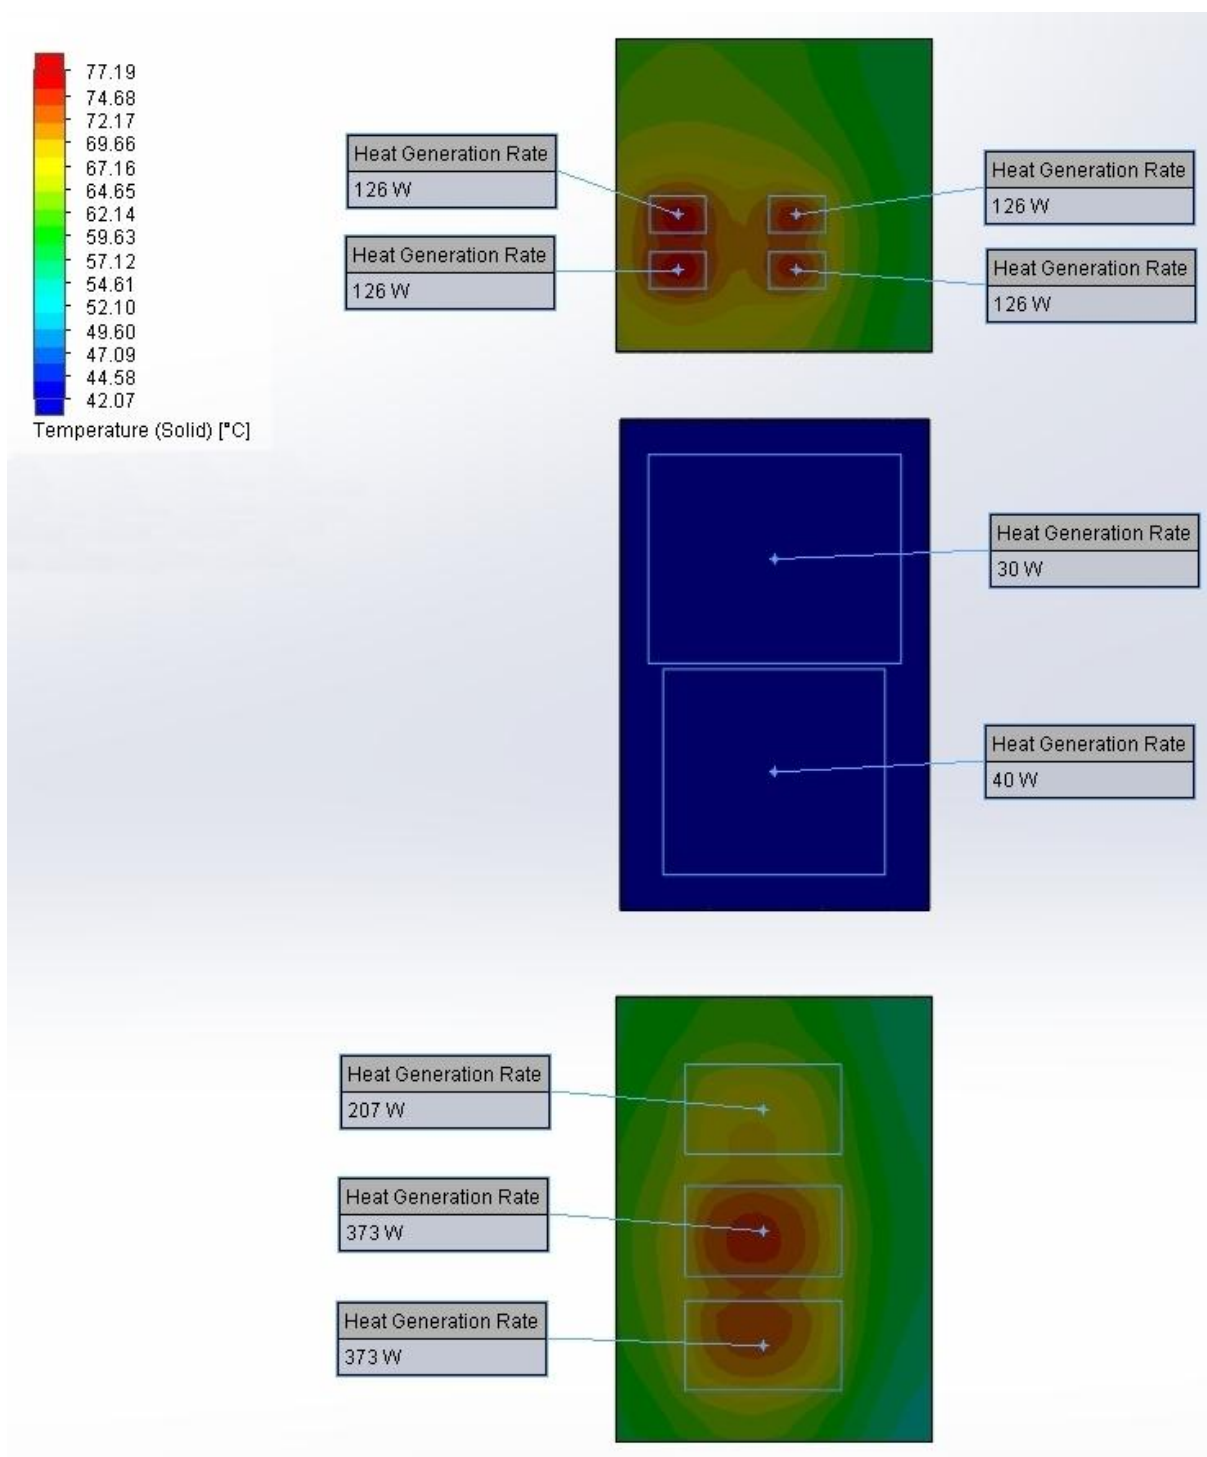 77.19
74.68
72.17
69.66
67.16
64.65
62.14
59.63
57.12
54.61
52.10
49.60
47.09
44.58
42.07
Temperature (Solid) [°C]
Heat Generation Rate
126 W
Heat Generation Rate
126 W
Heat Generation Rate
126 W
Heat Generation Rate
126 W
Heat Generation Rate
30 W
Heat Generation Rate
40 W
Heat Generation Rate
207 W
Heat Generation Rate
373 W
Heat Generation Rate
373 W